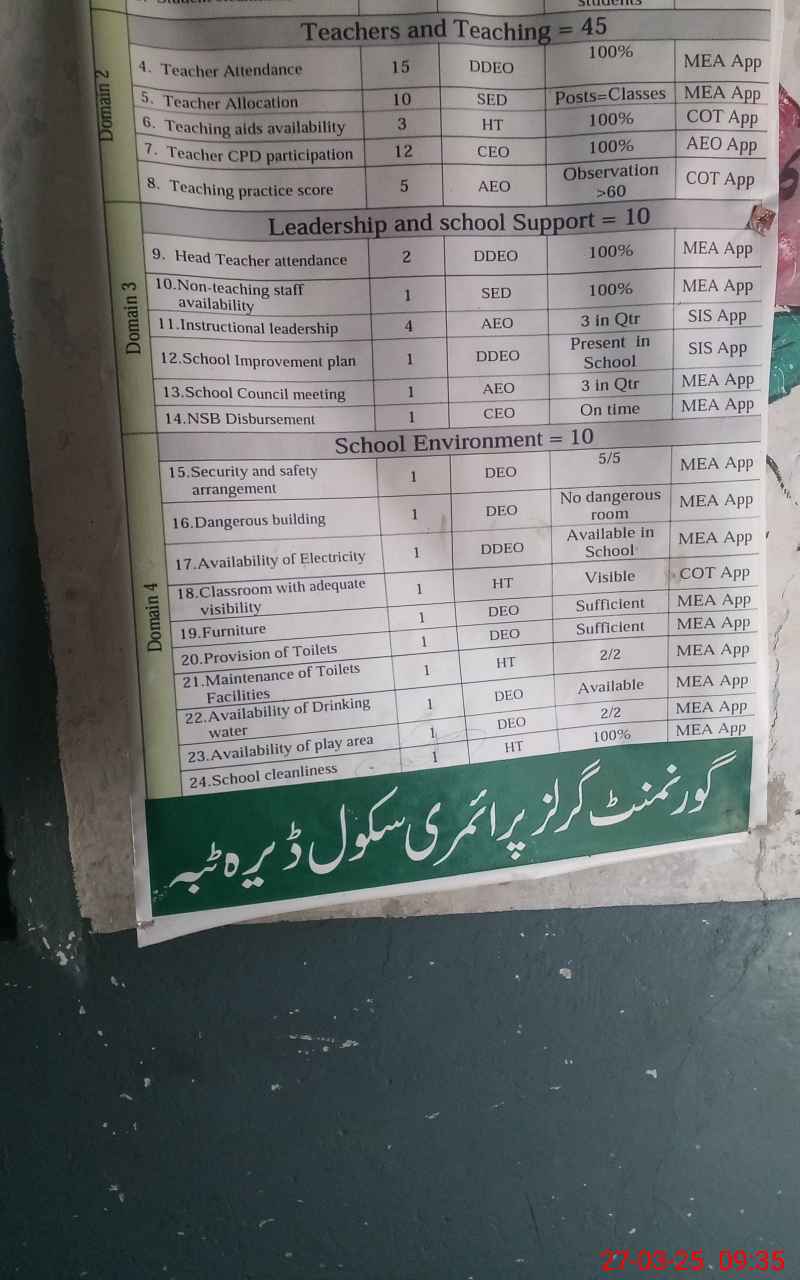 students
Teachers and Teaching = 45
Domain 2
4. Teacher Attendance 15 DDEO 100% MEA App
5. Teacher Allocation 10 SED Posts=Classes MEA App
6. Teaching aids availability 3 HT 100% COT App
7. Teacher CPD participation 12 CEO 100% AEO App
8. Teaching practice score 5 AEO Observation >60 COT App
Leadership and school Support = 10
Domain 3
9. Head Teacher attendance 2 DDEO 100% MEA App
10.Non-teaching staff availability 1 SED 100% MEA App
11.Instructional leadership 4 AEO 3 in Qtr SIS App
12.School Improvement plan 1 DDEO Present in School SIS App
13.School Council meeting 1 AEO 3 in Qtr MEA App
14.NSB Disbursement 1 CEO On time MEA App
School Environment = 10
Domain 4
15.Security and safety arrangement 1 DEO 5/5 MEA App
16.Dangerous building 1 DEO No dangerous room MEA App
17.Availability of Electricity 1 DDEO Available in School MEA App
18.Classroom with adequate visibility 1 HT Visible COT App
19.Furniture 1 DEO Sufficient MEA App
20.Provision of Toilets 1 DEO Sufficient MEA App
21.Maintenance of Toilets Facilities 1 HT 2/2 MEA App
22.Availability of Drinking water 1 DEO Available MEA App
23.Availability of play area 1 DEO 2/2 MEA App
24.School cleanliness 1 HT 100% MEA App
گورنمنٹ گرلز پرائمری سکول ڈیرہ ٹبہ
27-03-25 09:35